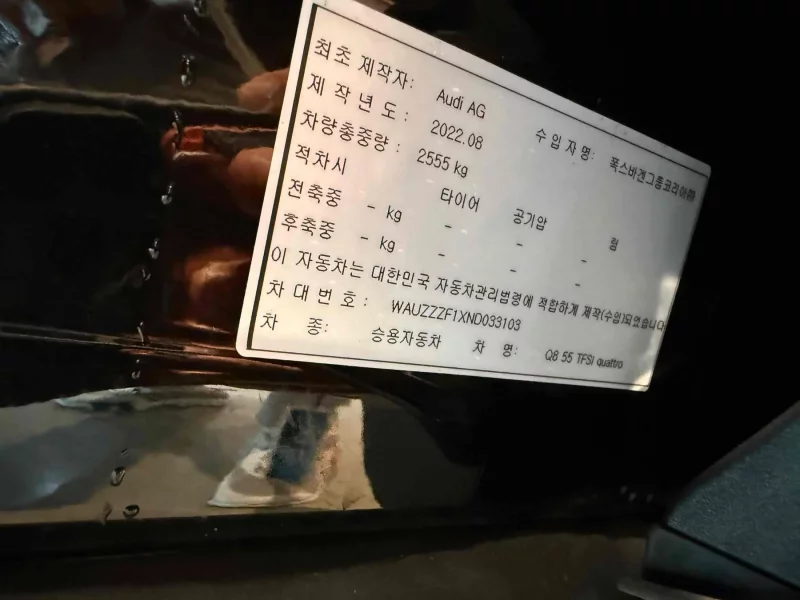 최초 제작자: Audi AG 수입자명: 폭스바겐그룹코리아㈜
제작년도: 2022.08
차량총중량: 2555 kg
적차시 타이어 공기압 림
전축중 - kg - - -
후축중 - kg - - -
이 자동차는 대한민국 자동차관리법령에 적합하게 제작(수입)되었습니다
차대번호: WAUZZZF1XND033103
차 종: 승용자동차 차 명: Q8 55 TFSI quattro